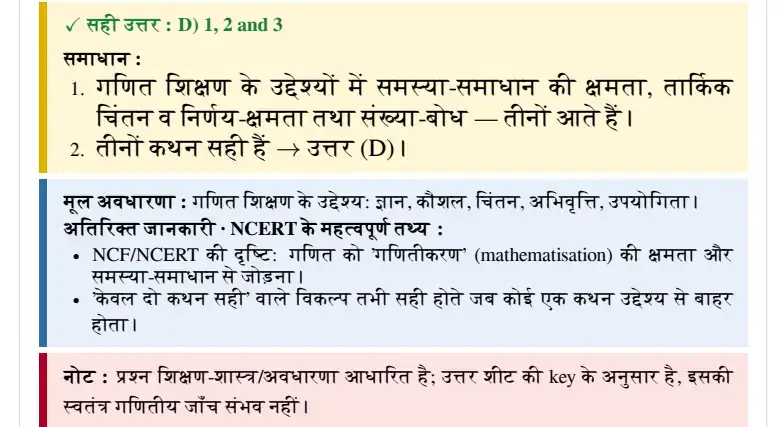 ✓ सही उत्तर : D) 1, 2 and 3
समाधान :
1. गणित शिक्षण के उद्देश्यों में समस्या-समाधान की क्षमता, तार्किक
चिंतन व निर्णय-क्षमता तथा संख्या-बोध — तीनों आते हैं।
2. तीनों कथन सही हैं → उत्तर (D)।
मूल अवधारणा : गणित शिक्षण के उद्देश्य: ज्ञान, कौशल, चिंतन, अभिवृत्ति, उपयोगिता।
अतिरिक्त जानकारी · NCERT के महत्वपूर्ण तथ्य :
• NCF/NCERT की दृष्टि: गणित को 'गणितीकरण' (mathematisation) की क्षमता और
समस्या-समाधान से जोड़ना।
• 'केवल दो कथन सही' वाले विकल्प तभी सही होते जब कोई एक कथन उद्देश्य से बाहर
होता।
नोट : प्रश्न शिक्षण-शास्त्र/अवधारणा आधारित है; उत्तर शीट की key के अनुसार है, इसकी
स्वतंत्र गणितीय जाँच संभव नहीं।